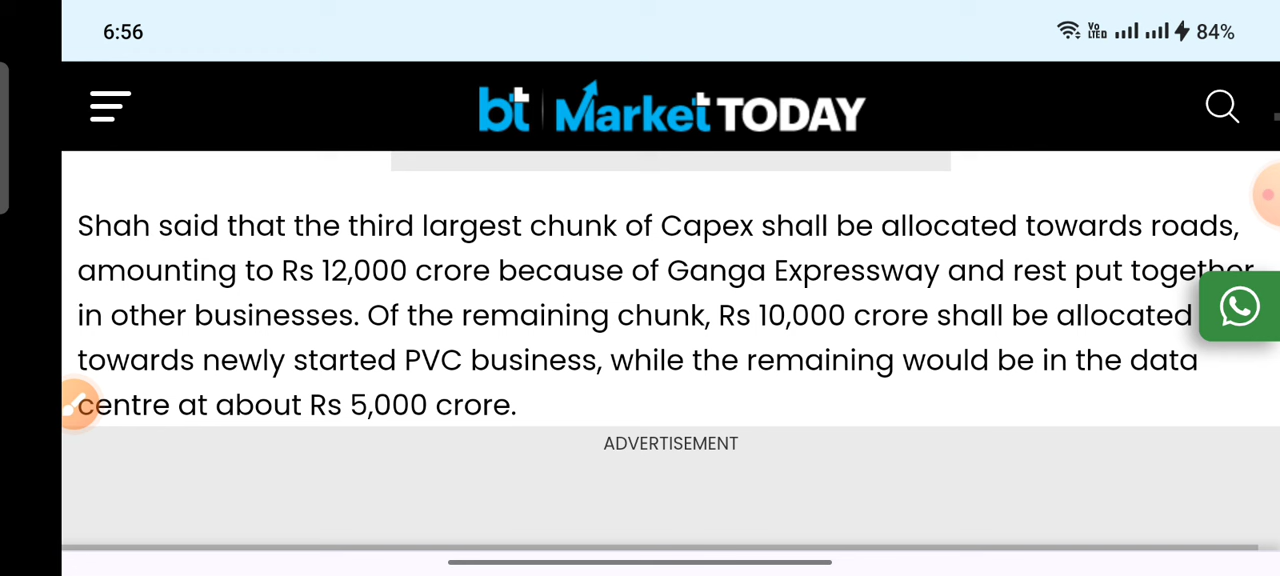 6:56 Vo LTED 84%
bt Market TODAY
Shah said that the third largest chunk of Capex shall be allocated towards roads,
amounting to Rs 12,000 crore because of Ganga Expressway and rest put together
in other businesses. Of the remaining chunk, Rs 10,000 crore shall be allocated
towards newly started PVC business, while the remaining would be in the data
centre at about Rs 5,000 crore.
ADVERTISEMENT